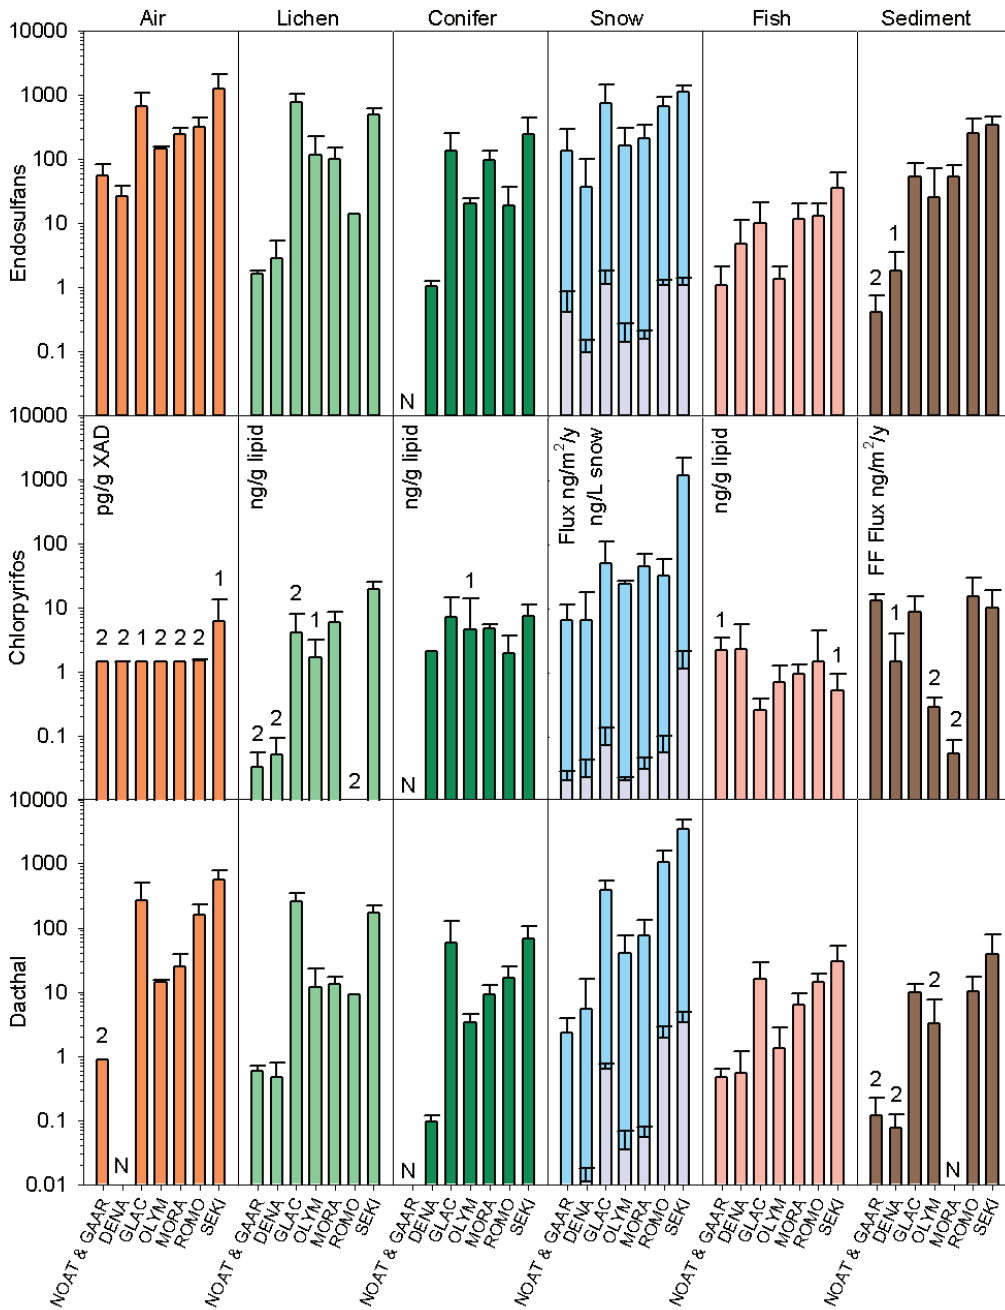 Air Lichen Conifer Snow Fish Sediment
10000
1000
100
10
1
0.1
Endosulfans
N
2 1
10000
1000
100
10
1
0.1
Chlorpyrifos
pg/g XAD
2 2 1 2 2 2 1
ng/g lipid
2 2 2 1 2
ng/g lipid
N 1
Flux ng/m²/y
ng/L snow
ng/g lipid
1 1
FF Flux ng/m²/y
1 2 2
10000
1000
100
10
1
0.1
0.01
Dacthal
2 N
N
2 2 2 N
NOAT & GAAR DENA GLAC OLYM MORA ROMO SEKI
NOAT & GAAR DENA GLAC OLYM MORA ROMO SEKI
NOAT & GAAR DENA GLAC OLYM MORA ROMO SEKI
NOAT & GAAR DENA GLAC OLYM MORA ROMO SEKI
NOAT & GAAR DENA GLAC OLYM MORA ROMO SEKI
NOAT & GAAR DENA GLAC OLYM MORA ROMO SEKI